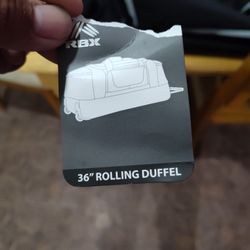 RBX
36" ROLLING DUFFEL